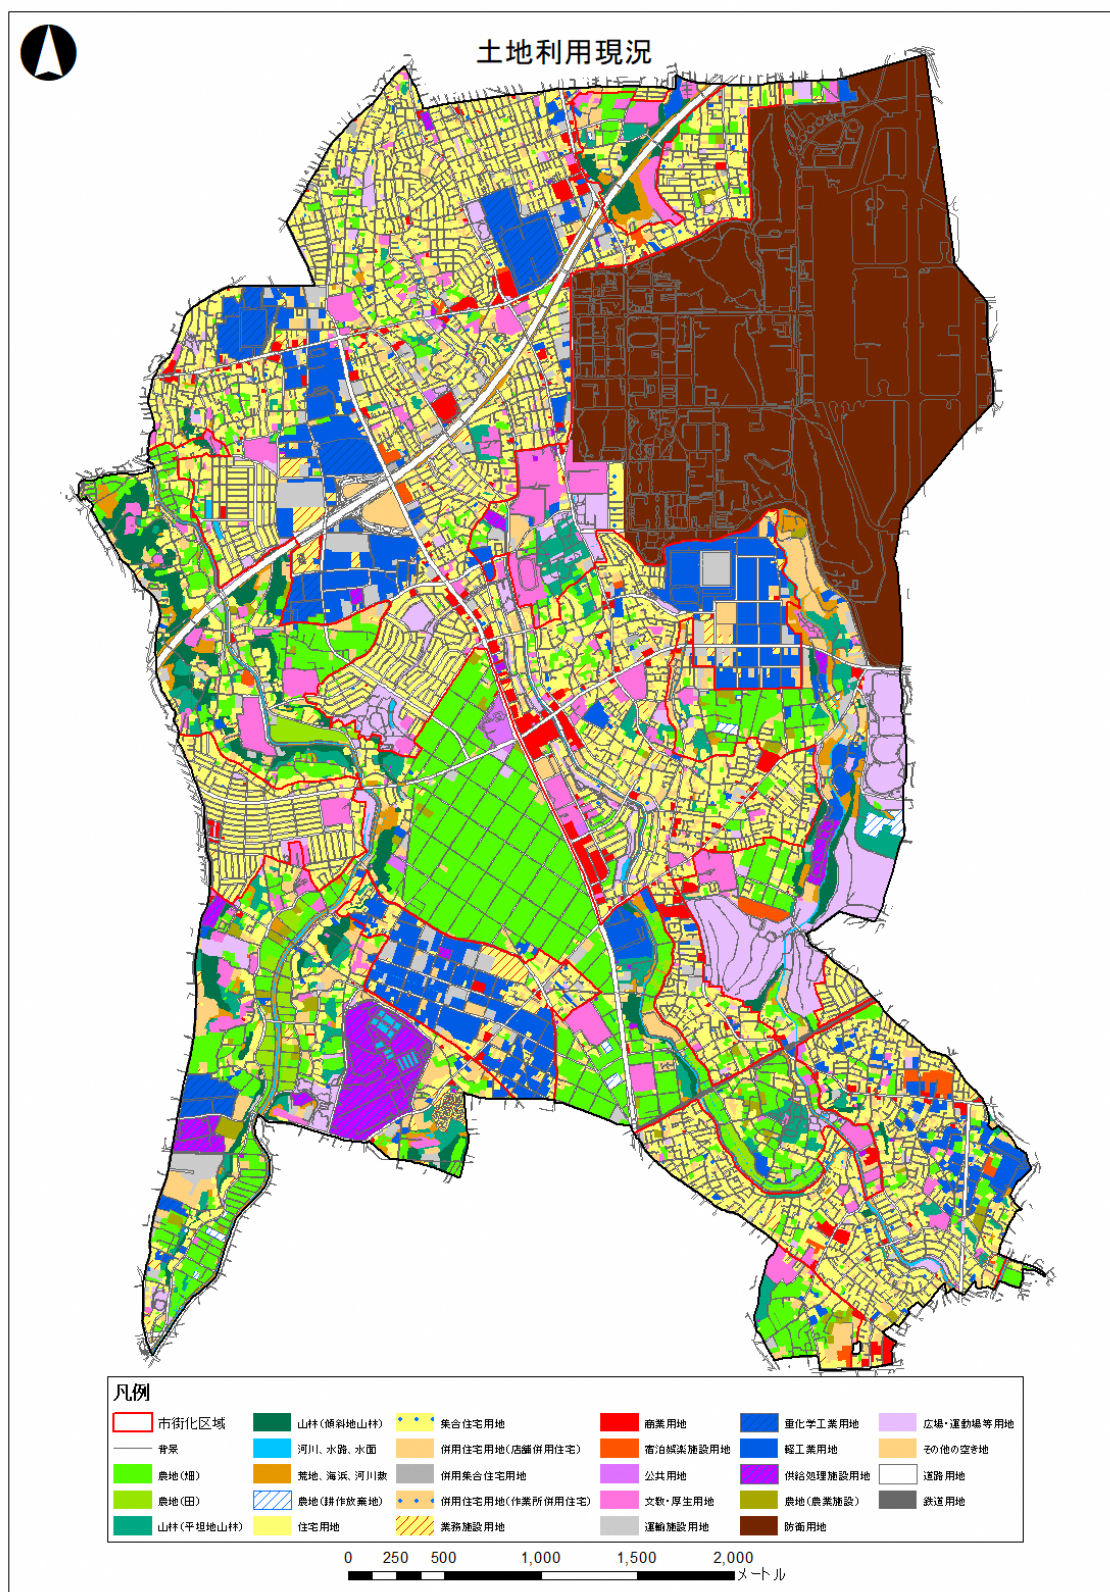 土地利用現況
凡例
市街化区域
背景
農地(畑)
農地(田)
山林(平坦地山林)
山林(傾斜地山林)
河川、水路、水面
荒地、海浜、河川敷
農地(耕作放棄地)
住宅用地
集合住宅用地
併用住宅用地(店舗併用住宅)
併用集合住宅用地
併用住宅用地(作業所併用住宅)
業務施設用地
商業用地
宿泊娯楽施設用地
公共用地
文教・厚生用地
運輸施設用地
重化学工業用地
軽工業用地
供給処理施設用地
農地(農業施設)
防衛用地
広場・運動場等用地
その他の空き地
道路用地
鉄道用地
0 250 500 1,000 1,500 2,000
メートル